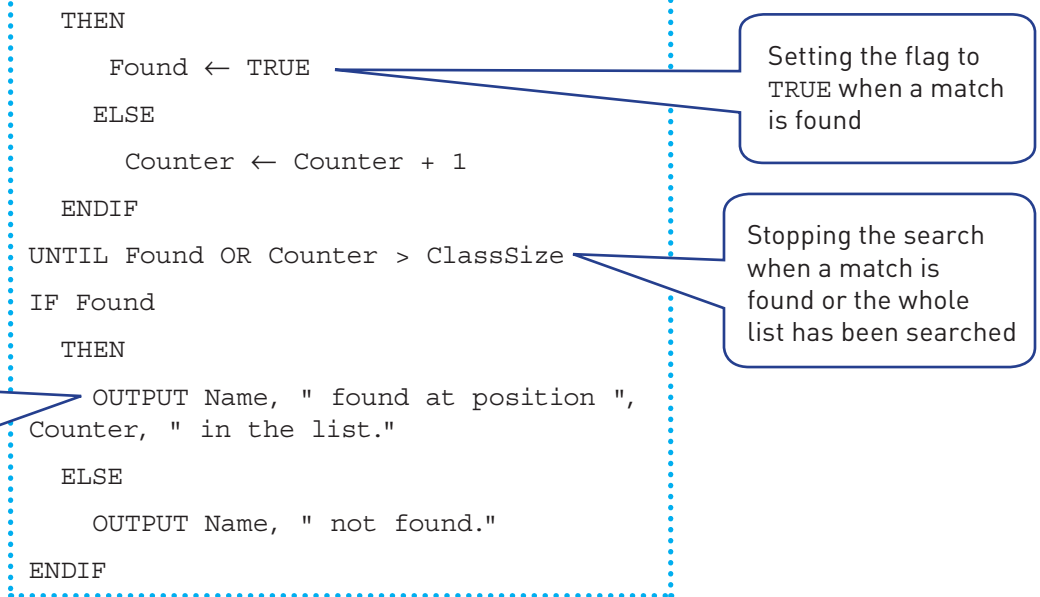 THEN
Found ← TRUE
ELSE
Counter ← Counter + 1
ENDIF
UNTIL Found OR Counter > ClassSize
IF Found
THEN
OUTPUT Name, " found at position ",
Counter, " in the list."
ELSE
OUTPUT Name, " not found."
ENDIF
Setting the flag to
TRUE when a match
is found
Stopping the search
when a match is
found or the whole
list has been searched